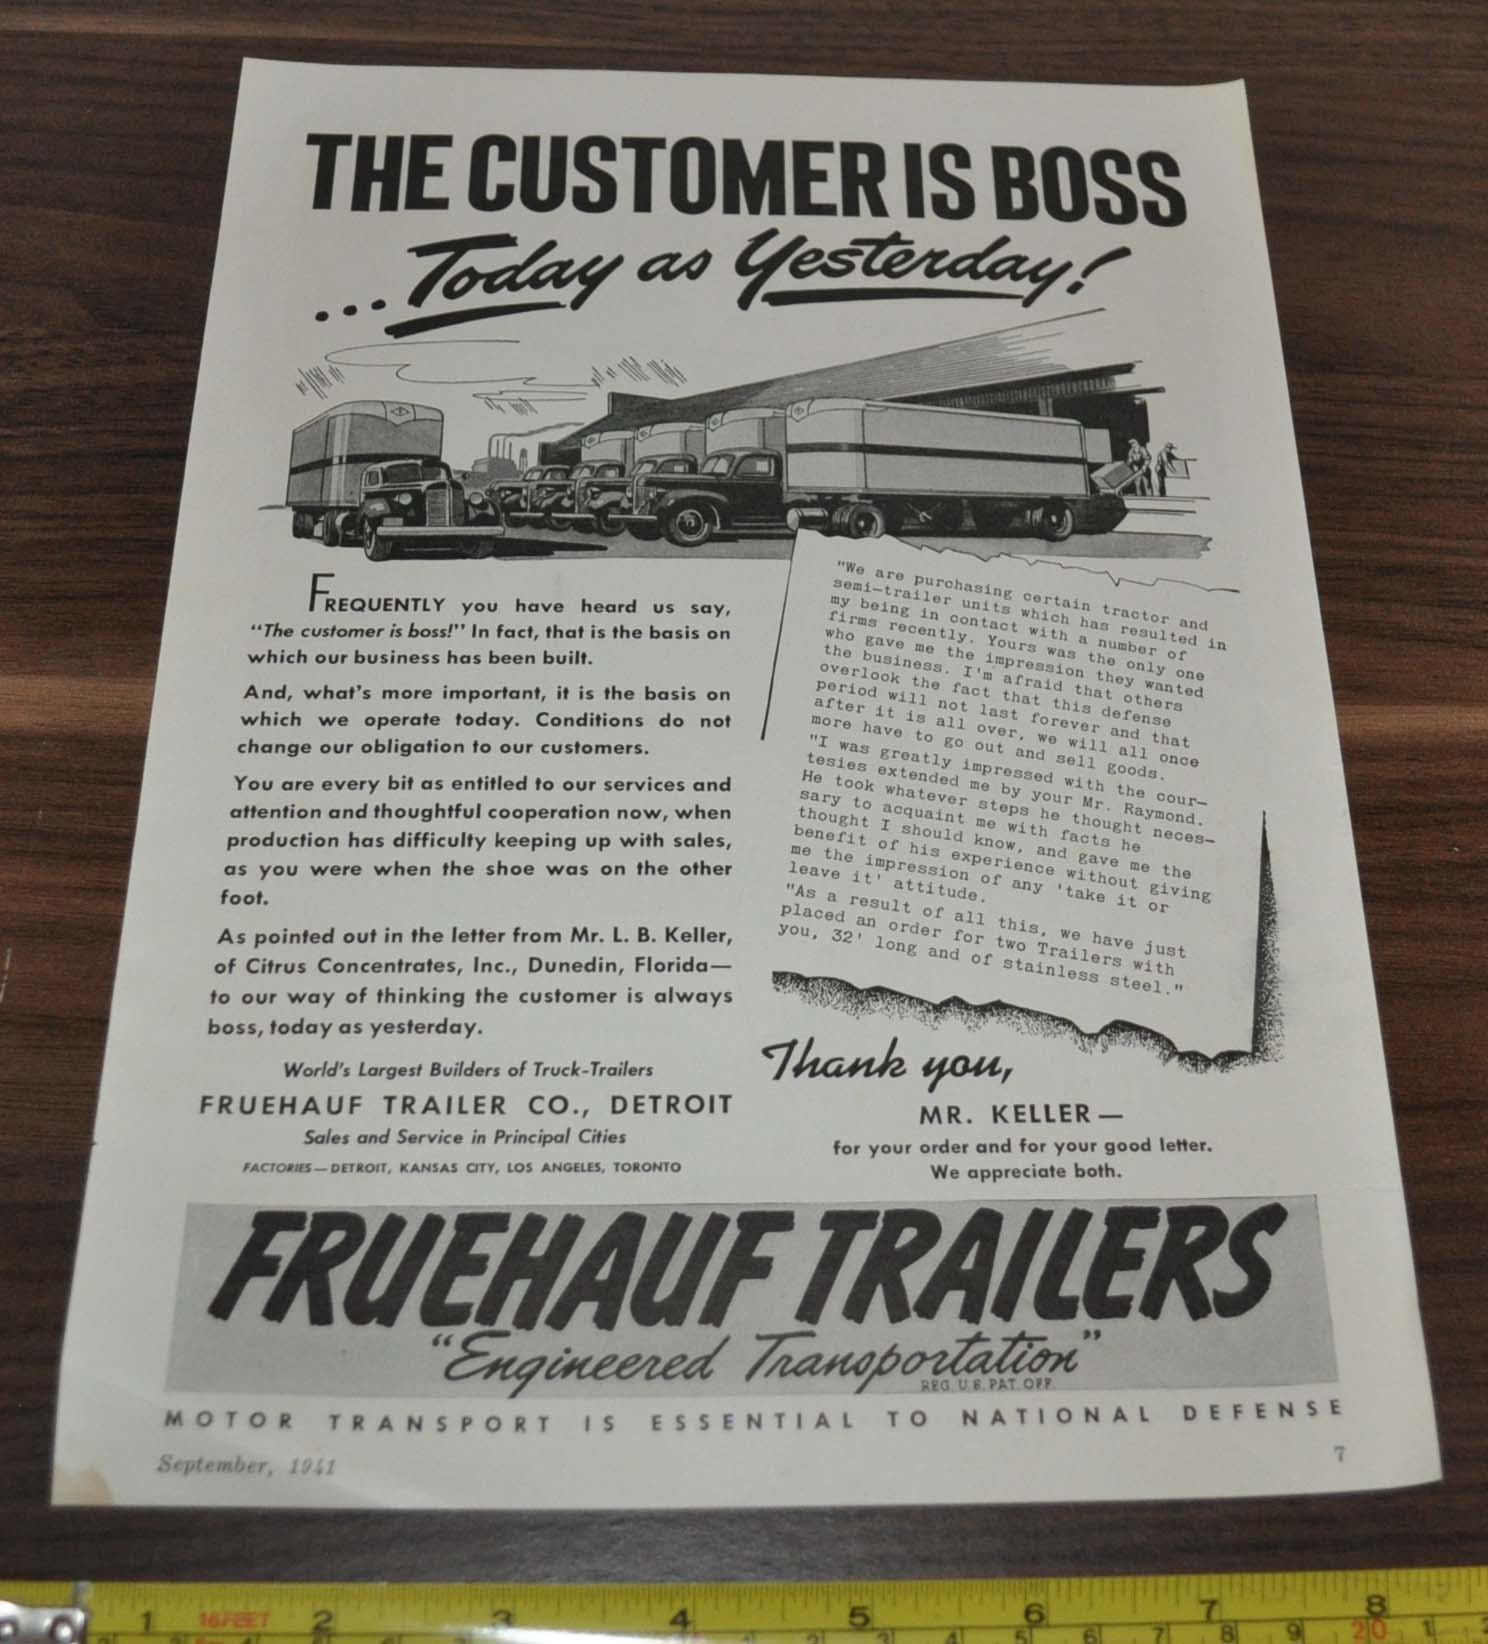 THE CUSTOMER IS BOSS
...Today as Yesterday!
FREQUENTLY you have heard us say,
"The customer is boss!" In fact, that is the basis on
which our business has been built.
And, what's more important, it is the basis on
which we operate today. Conditions do not
change our obligation to our customers.
You are every bit as entitled to our services and
attention and thoughtful cooperation now, when
production has difficulty keeping up with sales,
as you were when the shoe was on the other
foot.
As pointed out in the letter from Mr. L. B. Keller,
of Citrus Concentrates, Inc., Dunedin, Florida—
to our way of thinking the customer is always
boss, today as yesterday.
World's Largest Builders of Truck-Trailers
FRUEHAUF TRAILER CO., DETROIT
Sales and Service in Principal Cities
FACTORIES—DETROIT, KANSAS CITY, LOS ANGELES, TORONTO
"We are purchasing certain tractor and
semi-trailer units which has resulted in
my being in contact with a number of
firms recently. Yours was the only one
who gave me the impression they wanted
the business. I'm afraid that others
overlook the fact that this defense
period will not last forever and that
after it is all over, we will all once
more have to go out and sell goods.
"I was greatly impressed with the cour-
tesies extended me by your Mr. Raymond.
He took whatever steps he thought neces-
sary to acquaint me with facts he
thought I should know, and gave me the
benefit of his experience without giving
me the impression of any 'take it or
leave it' attitude.
"As a result of all this, we have just
placed an order for two Trailers with
you, 32' long and of stainless steel."
Thank you,
MR. KELLER—
for your order and for your good letter.
We appreciate both.
FRUEHAUF TRAILERS
"Engineered Transportation"
REG. U.S. PAT. OFF.
MOTOR TRANSPORT IS ESSENTIAL TO NATIONAL DEFENSE
September, 1941
7
1 16FEET 2 3 4 5 6 7 8
5 6 7 8 9 20 1